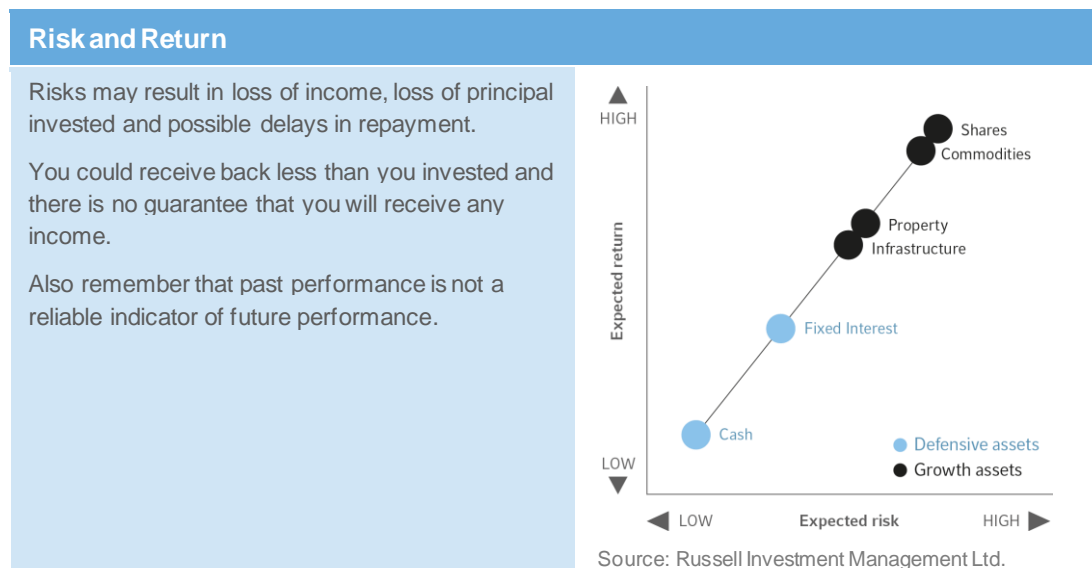 Risk and Return
Risks may result in loss of income, loss of principal
invested and possible delays in repayment.
You could receive back less than you invested and
there is no guarantee that you will receive any
income.
Also remember that past performance is not a
reliable indicator of future performance.
HIGH
Expected return
LOW
Shares
Commodities
Property
Infrastructure
Fixed Interest
Cash
Defensive assets
Growth assets
LOW
Expected risk
HIGH
Source: Russell Investment Management Ltd.